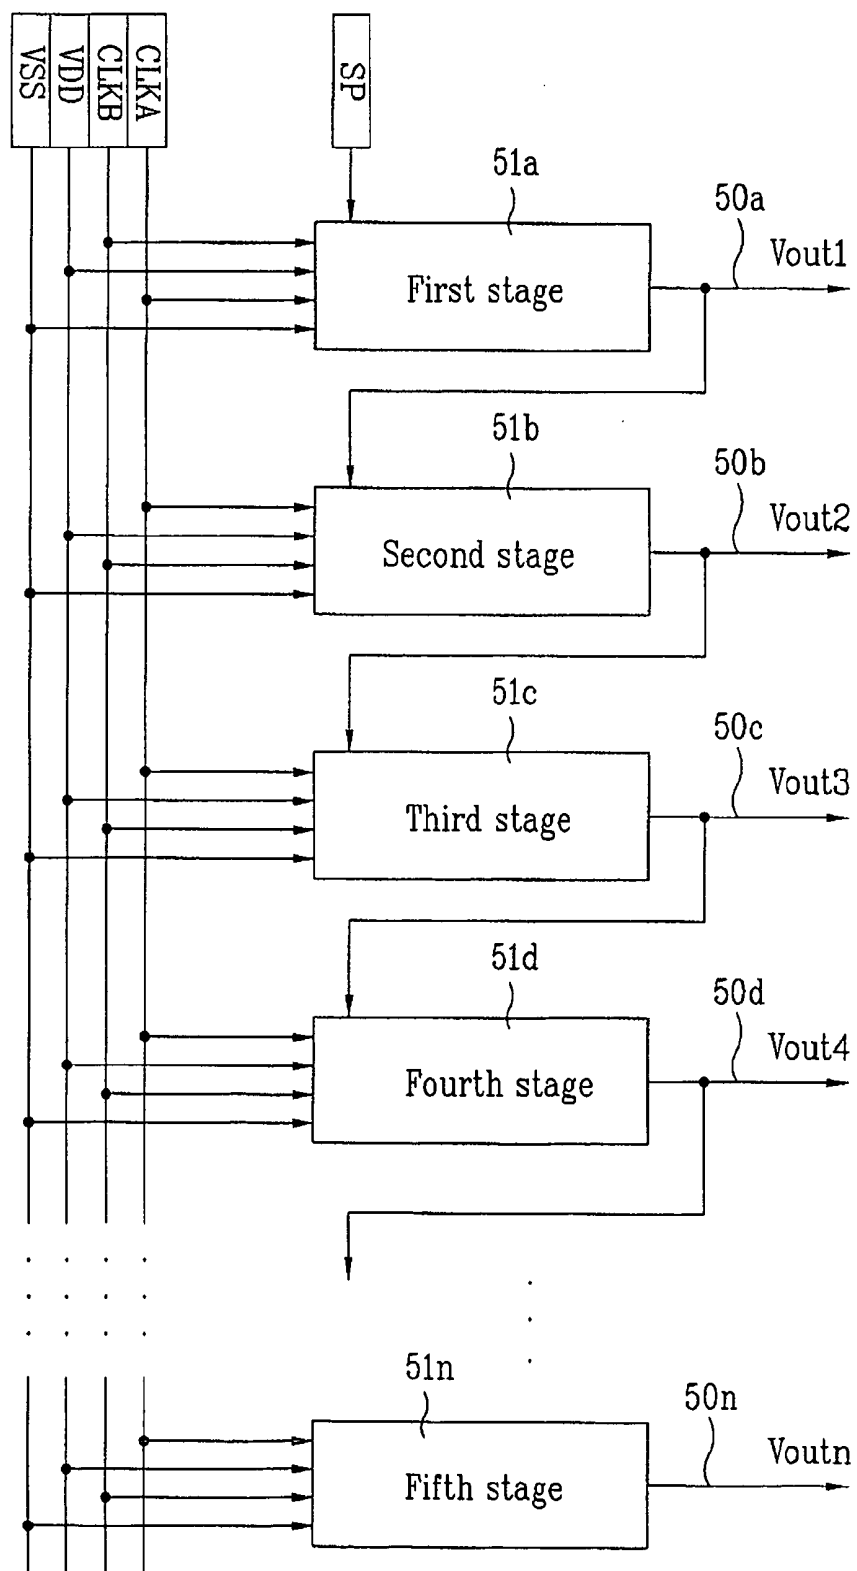 VSS
VDD
CLKB
CLKA
SP
51a
50a
Vout1
First stage
51b
50b
Vout2
Second stage
51c
50c
Vout3
Third stage
51d
50d
Vout4
Fourth stage
51n
50n
Voutn
Fifth stage